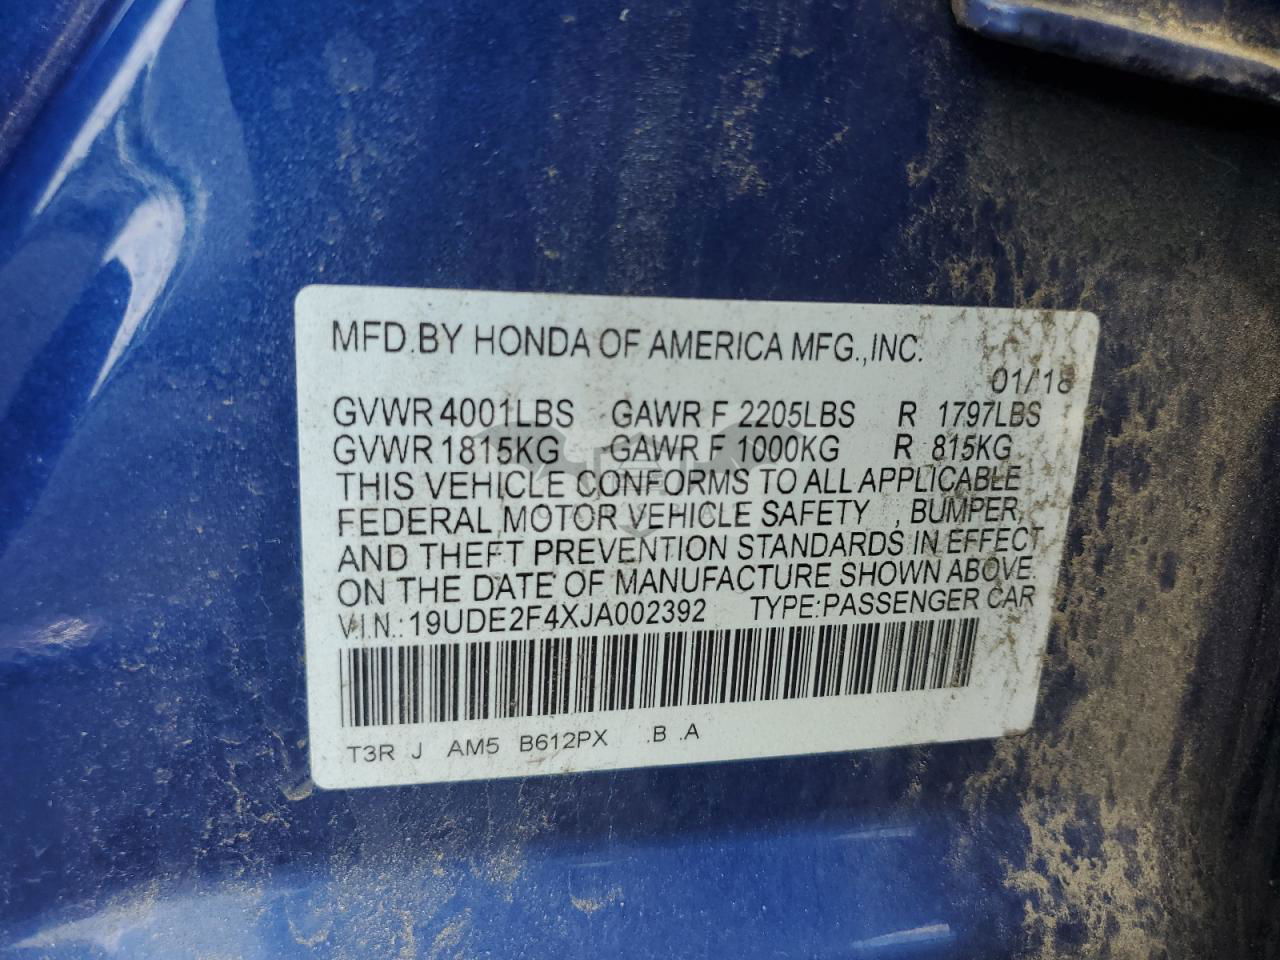 MFD.BY HONDA OF AMERICA MFG.,INC.
01/18
GVWR 4001LBS GAWR F 2205LBS R 1797LBS
GVWR 1815KG GAWR F 1000KG R 815KG
THIS VEHICLE CONFORMS TO ALL APPLICABLE
FEDERAL MOTOR VEHICLE SAFETY , BUMPER,
AND THEFT PREVENTION STANDARDS IN EFFECT
ON THE DATE OF MANUFACTURE SHOWN ABOVE.
V.I.N.:19UDE2F4XJA002392 TYPE:PASSENGER CAR
T3R J AM5 B612PX .B .A